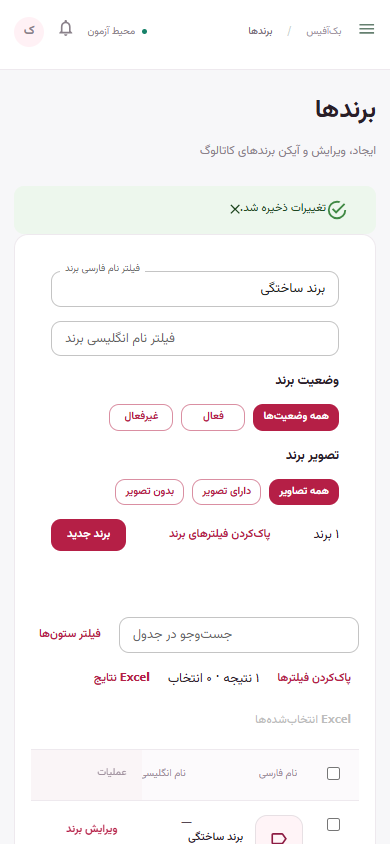 بک‌آفیس / برندها
محیط آزمون
ک
برندها
ایجاد، ویرایش و آیکن برندهای کاتالوگ
تغییرات ذخیره شد.
فیلتر نام فارسی برند
برند ساختگی
فیلتر نام انگلیسی برند
وضعیت برند
همه وضعیت‌ها فعال غیرفعال
تصویر برند
همه تصاویر دارای تصویر بدون تصویر
۱ برند پاک‌کردن فیلترهای برند برند جدید
جست‌وجو در جدول فیلتر ستون‌ها
پاک‌کردن فیلترها ۱ نتیجه · ۰ انتخاب Excel نتایج
Excel انتخاب‌شده‌ها
نام فارسی نام انگلیسی عملیات
برند ساختگی — ویرایش برند